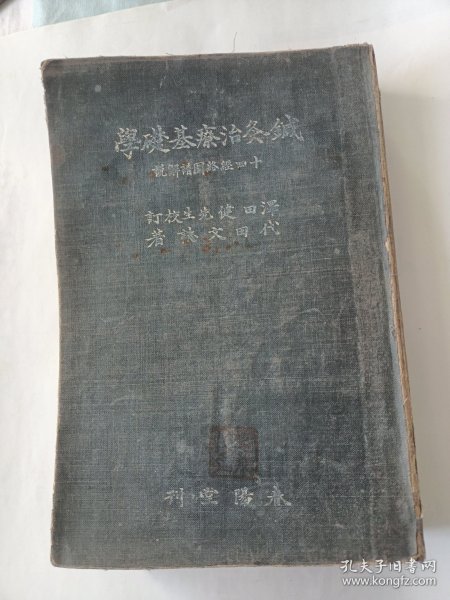 鍼灸治療基礎學
十四經絡図譜解說
澤田健先生校訂
代田文誌著
春陽堂刊
孔夫子旧书网
www.kongfz.com